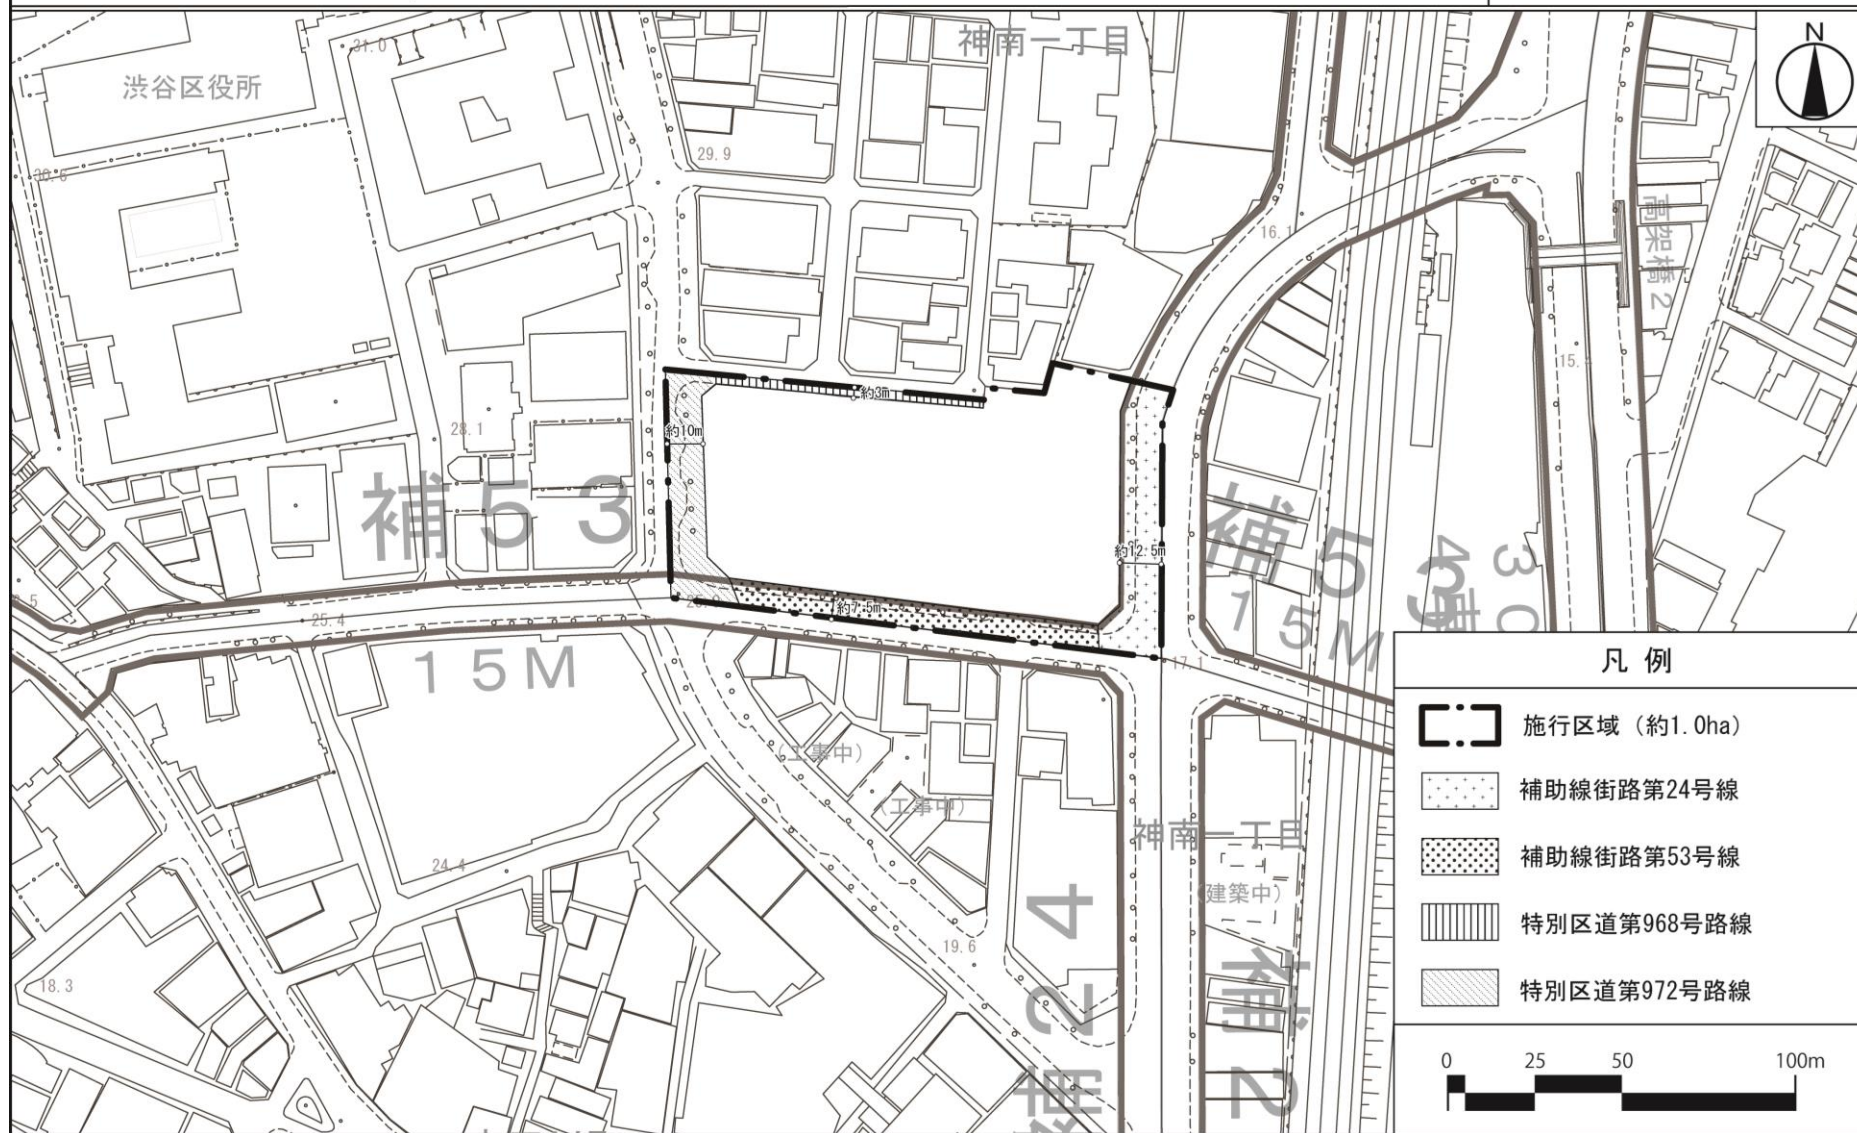 神南一丁目
N
渋谷区役所
31.0
30.6
29.9
16.1
高架橋2
約3m
約10m
28.1
補53
補53
15M
約12.5m
約7.5m
25.4
15M
17.1
(工事中)
(工事中)
神南一丁目
(建築中)
24.4
19.6
18.3
補24
補2
凡例
施行区域（約1.0ha）
補助線街路第24号線
補助線街路第53号線
特別区道第968号路線
特別区道第972号路線
0 25 50 100m